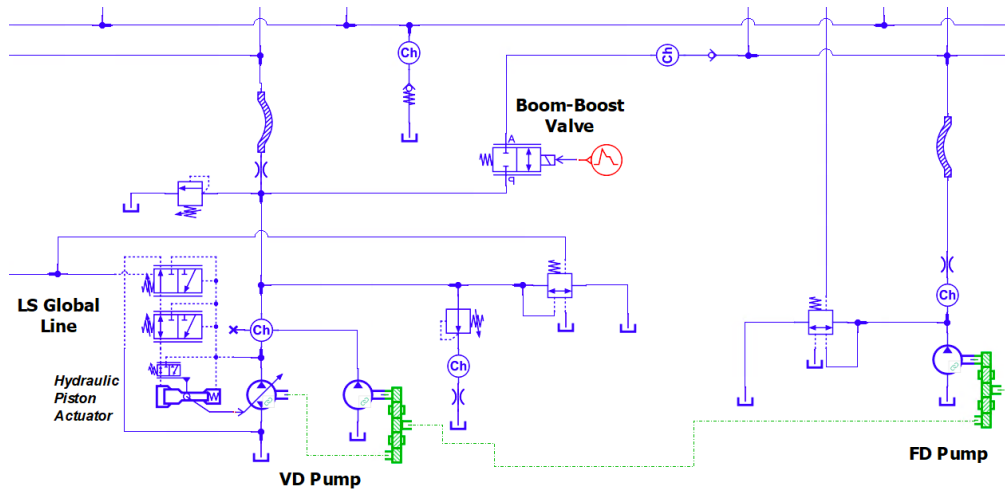 Ch
Ch
Boom-Boost
Valve
A
P
LS Global
Line
Ch
Ch
Ch
Hydraulic
Piston
Actuator
VD Pump
FD Pump